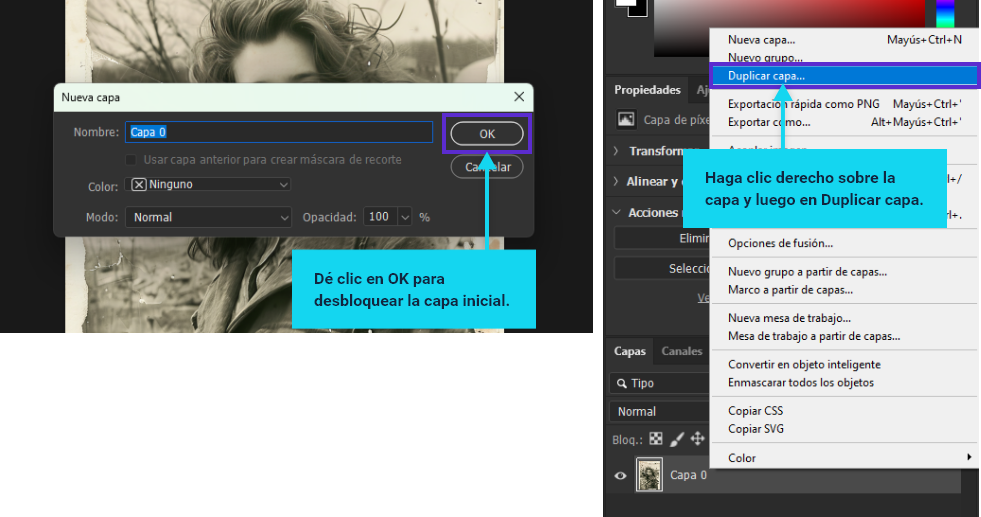 Nueva capa
Nombre:
Capa 0
OK
Usar capa anterior para crear máscara de recorte
Color:
Ninguno
Modo:
Normal
Opacidad:
100
%
Dé clic en OK para
desbloquear la capa inicial.
Nueva capa... Mayús+Ctrl+N
Nuevo grupo...
Duplicar capa...
Exportación rápida como PNG Mayús+Ctrl+'
Exportar como... Alt+Mayús+Ctrl+'
Haga clic derecho sobre la
capa y luego en Duplicar capa.
Opciones de fusión...
Nuevo grupo a partir de capas...
Marco a partir de capas...
Nueva mesa de trabajo...
Mesa de trabajo a partir de capas...
Convertir en objeto inteligente
Enmascarar todos los objetos
Copiar CSS
Copiar SVG
Color
Propiedades
Capa de
Alinear y
Acciones
Capas Canales
Tipo
Normal
Bloq.:
Capa 0